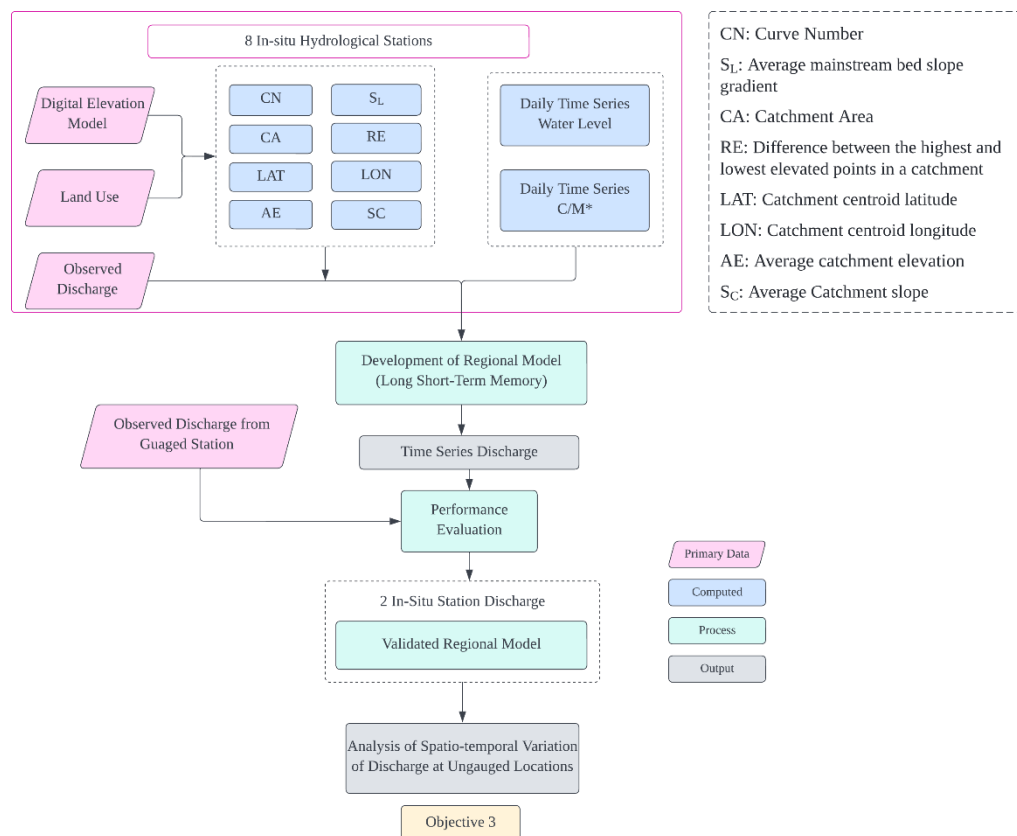 8 In-situ Hydrological Stations
Digital Elevation
Model
Land Use
Observed
Discharge
CN
S_L
CA
RE
LAT
LON
AE
SC
Daily Time Series
Water Level
Daily Time Series
C/M*
CN: Curve Number
S_L: Average mainstream bed slope
gradient
CA: Catchment Area
RE: Difference between the highest and
lowest elevated points in a catchment
LAT: Catchment centroid latitude
LON: Catchment centroid longitude
AE: Average catchment elevation
S_C: Average Catchment slope
Development of Regional Model
(Long Short-Term Memory)
Observed Discharge from
Guaged Station
Time Series Discharge
Performance
Evaluation
2 In-Situ Station Discharge
Validated Regional Model
Analysis of Spatio-temporal Variation
of Discharge at Ungauged Locations
Objective 3
Primary Data
Computed
Process
Output